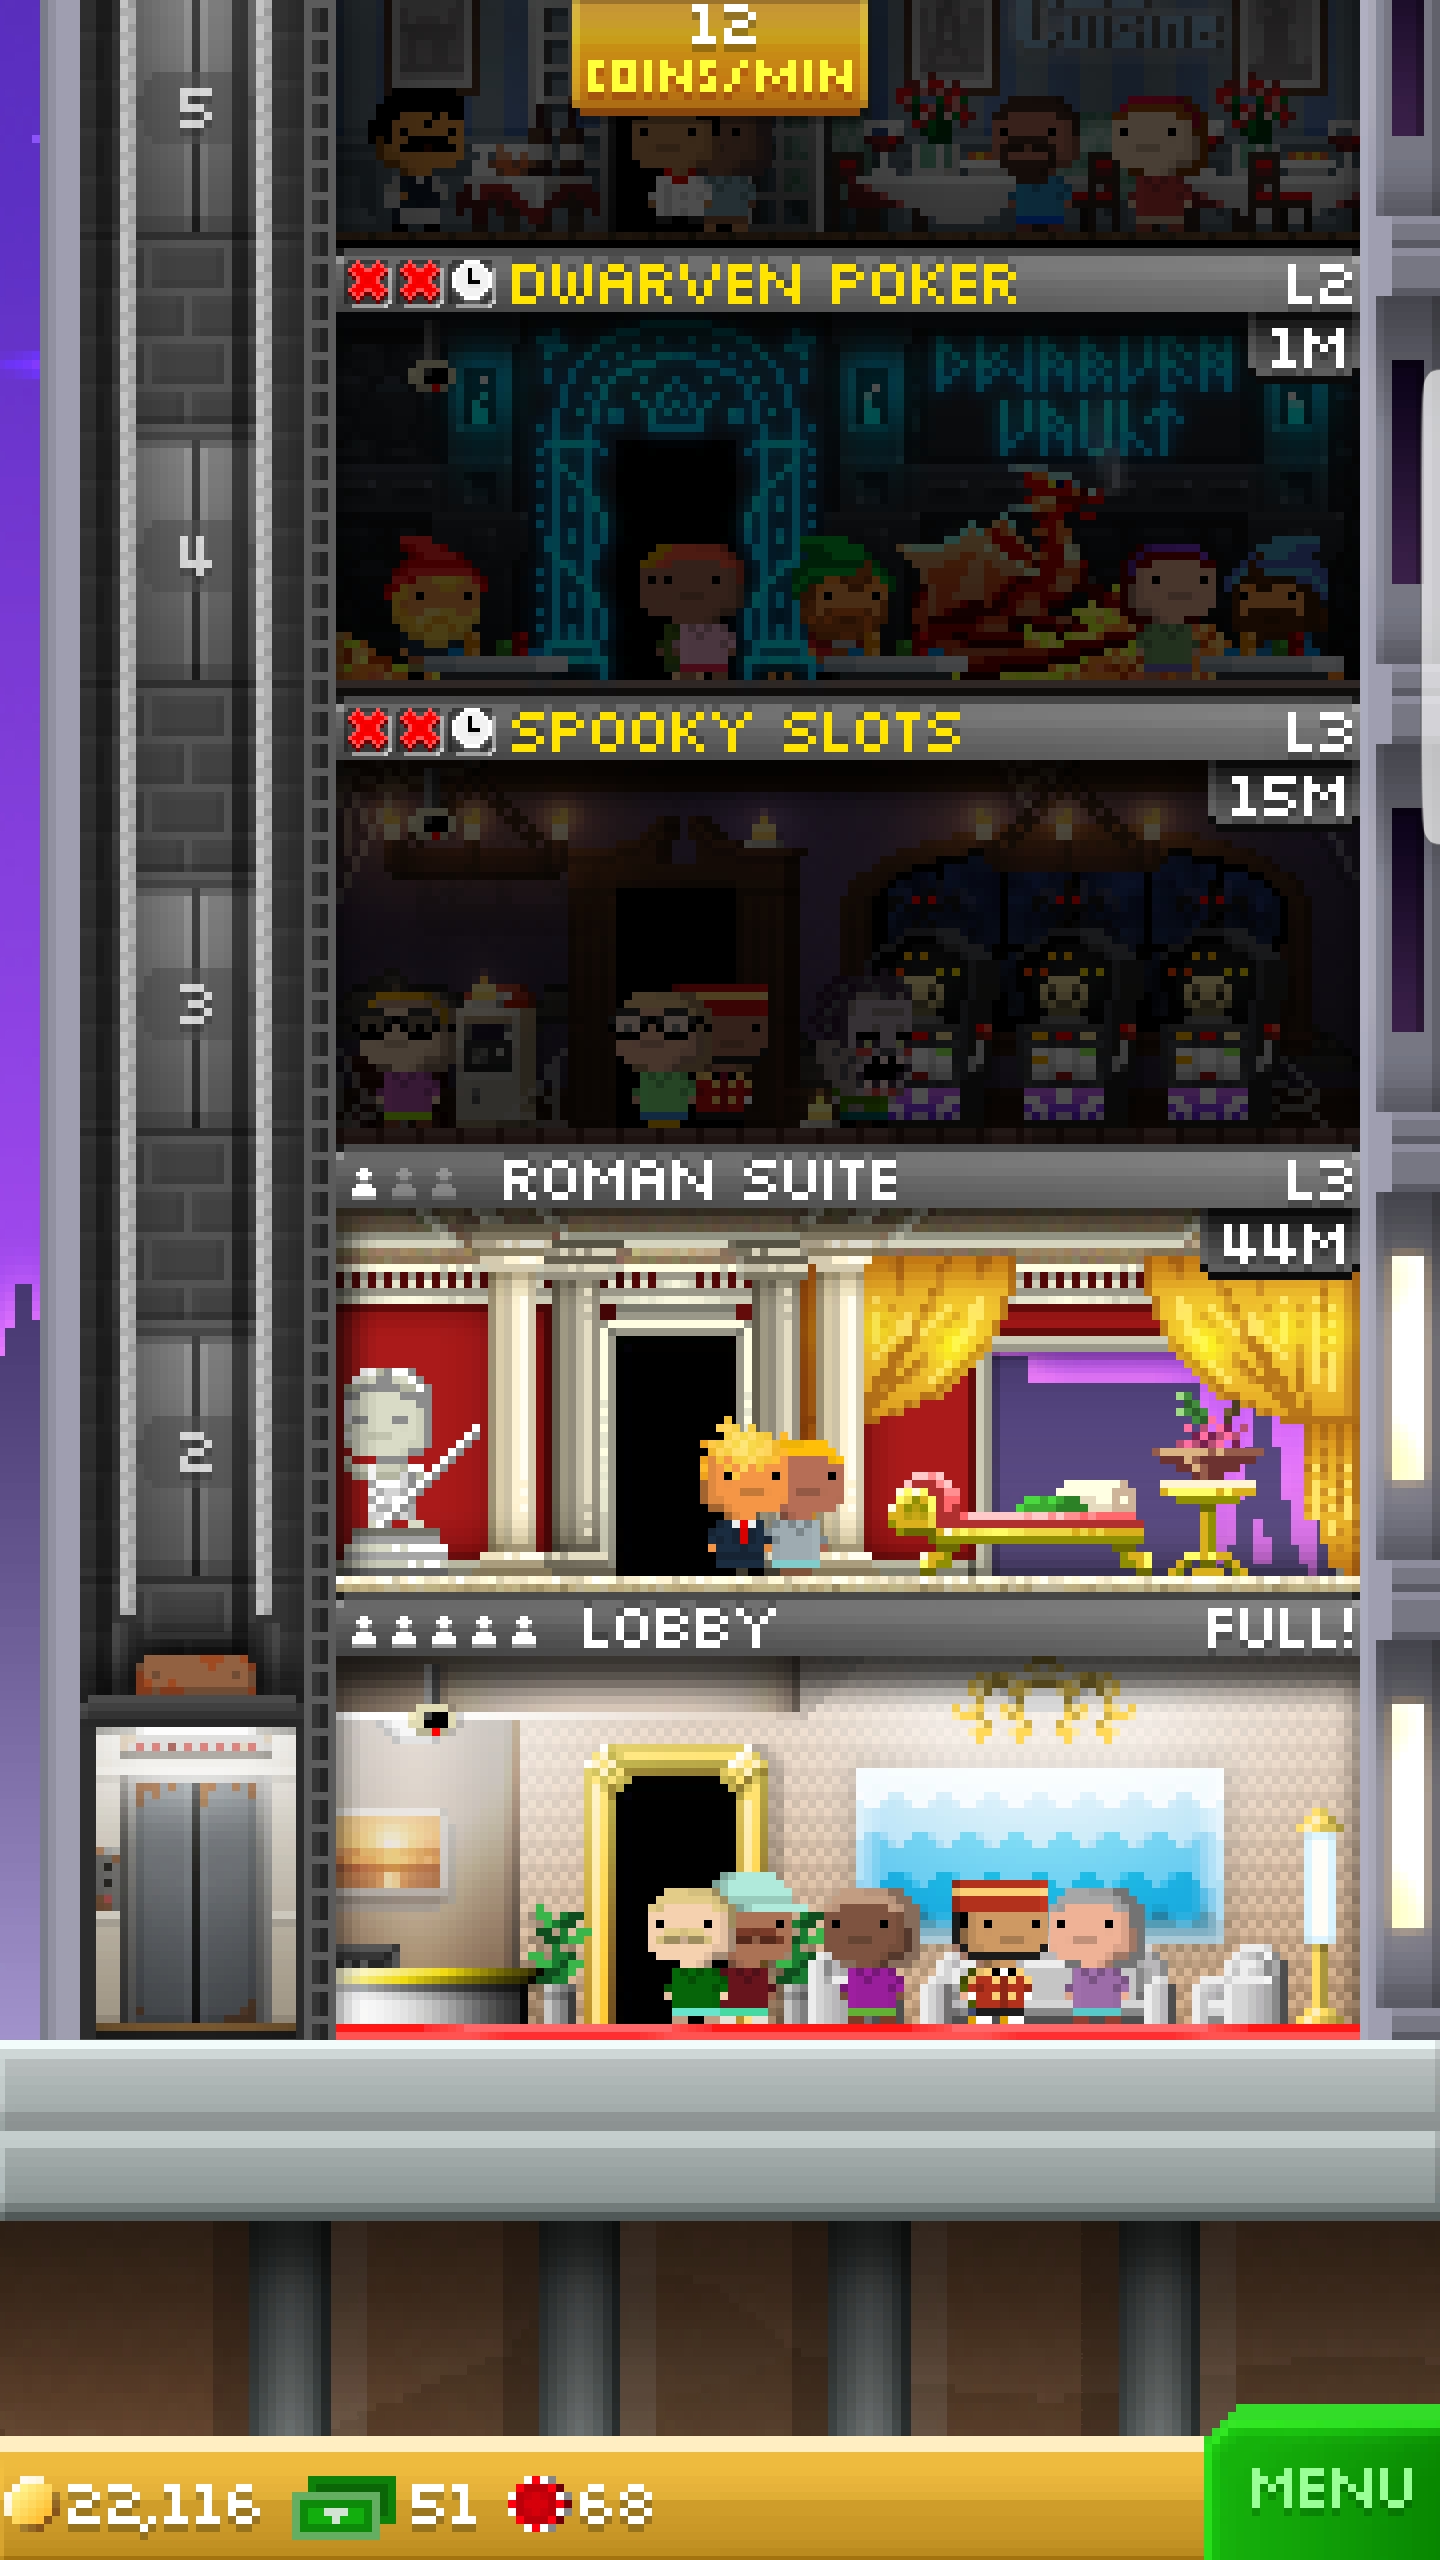 12
COINS/MIN
Cuisine
5
DWARVEN POKER L2
1M
DWARVEN
VAULT
4
SPOOKY SLOTS L3
15M
3
ROMAN SUITE L3
44M
2
LOBBY FULL!
22,116 51 68
MENU